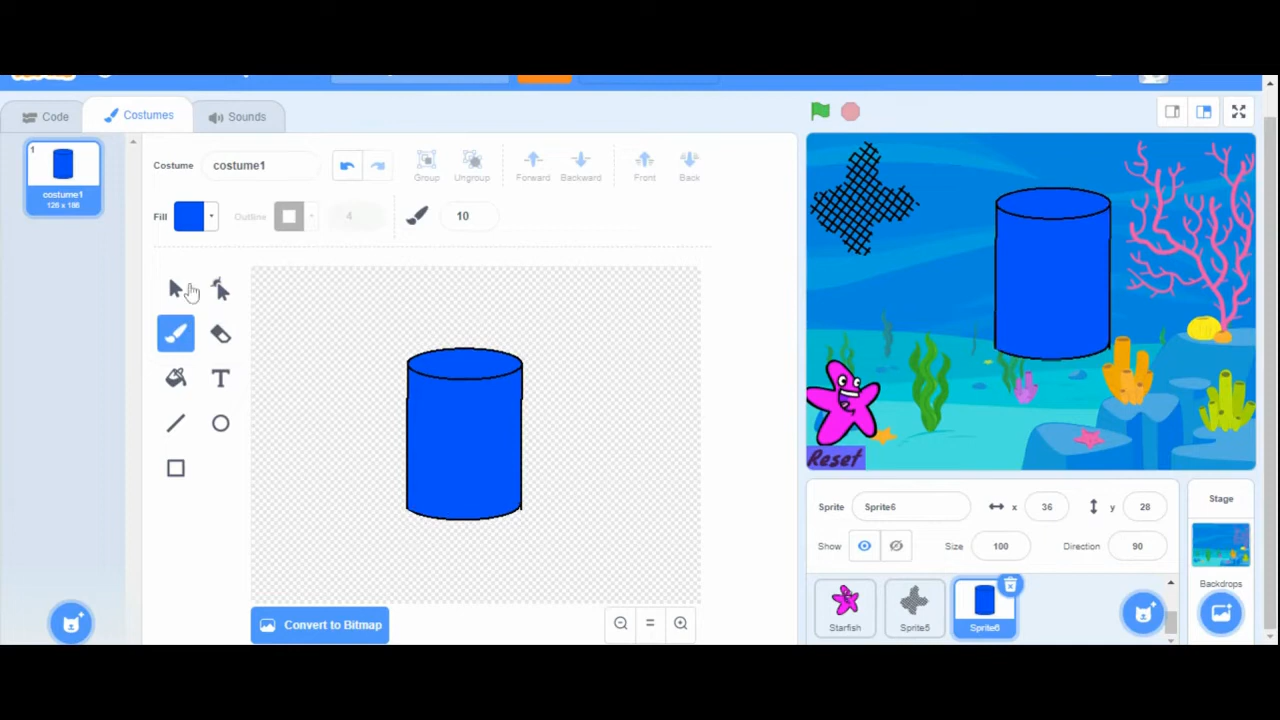 Code
Costumes
Sounds
1
costume1
126 x 186
Costume
costume1
Group
Ungroup
Forward
Backward
Front
Back
Fill
Outline
4
10
T
Convert to Bitmap
Reset
Sprite
Sprite6
x
36
y
28
Show
Size
100
Direction
90
Stage
Backdrops
Starfish
Sprite5
Sprite6